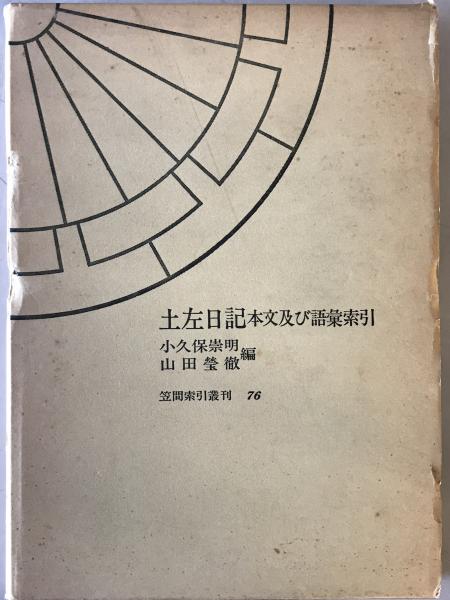 土左日記本文及び語彙索引
小久保崇明
山田瑩徹 編
笠間索引叢刊 76